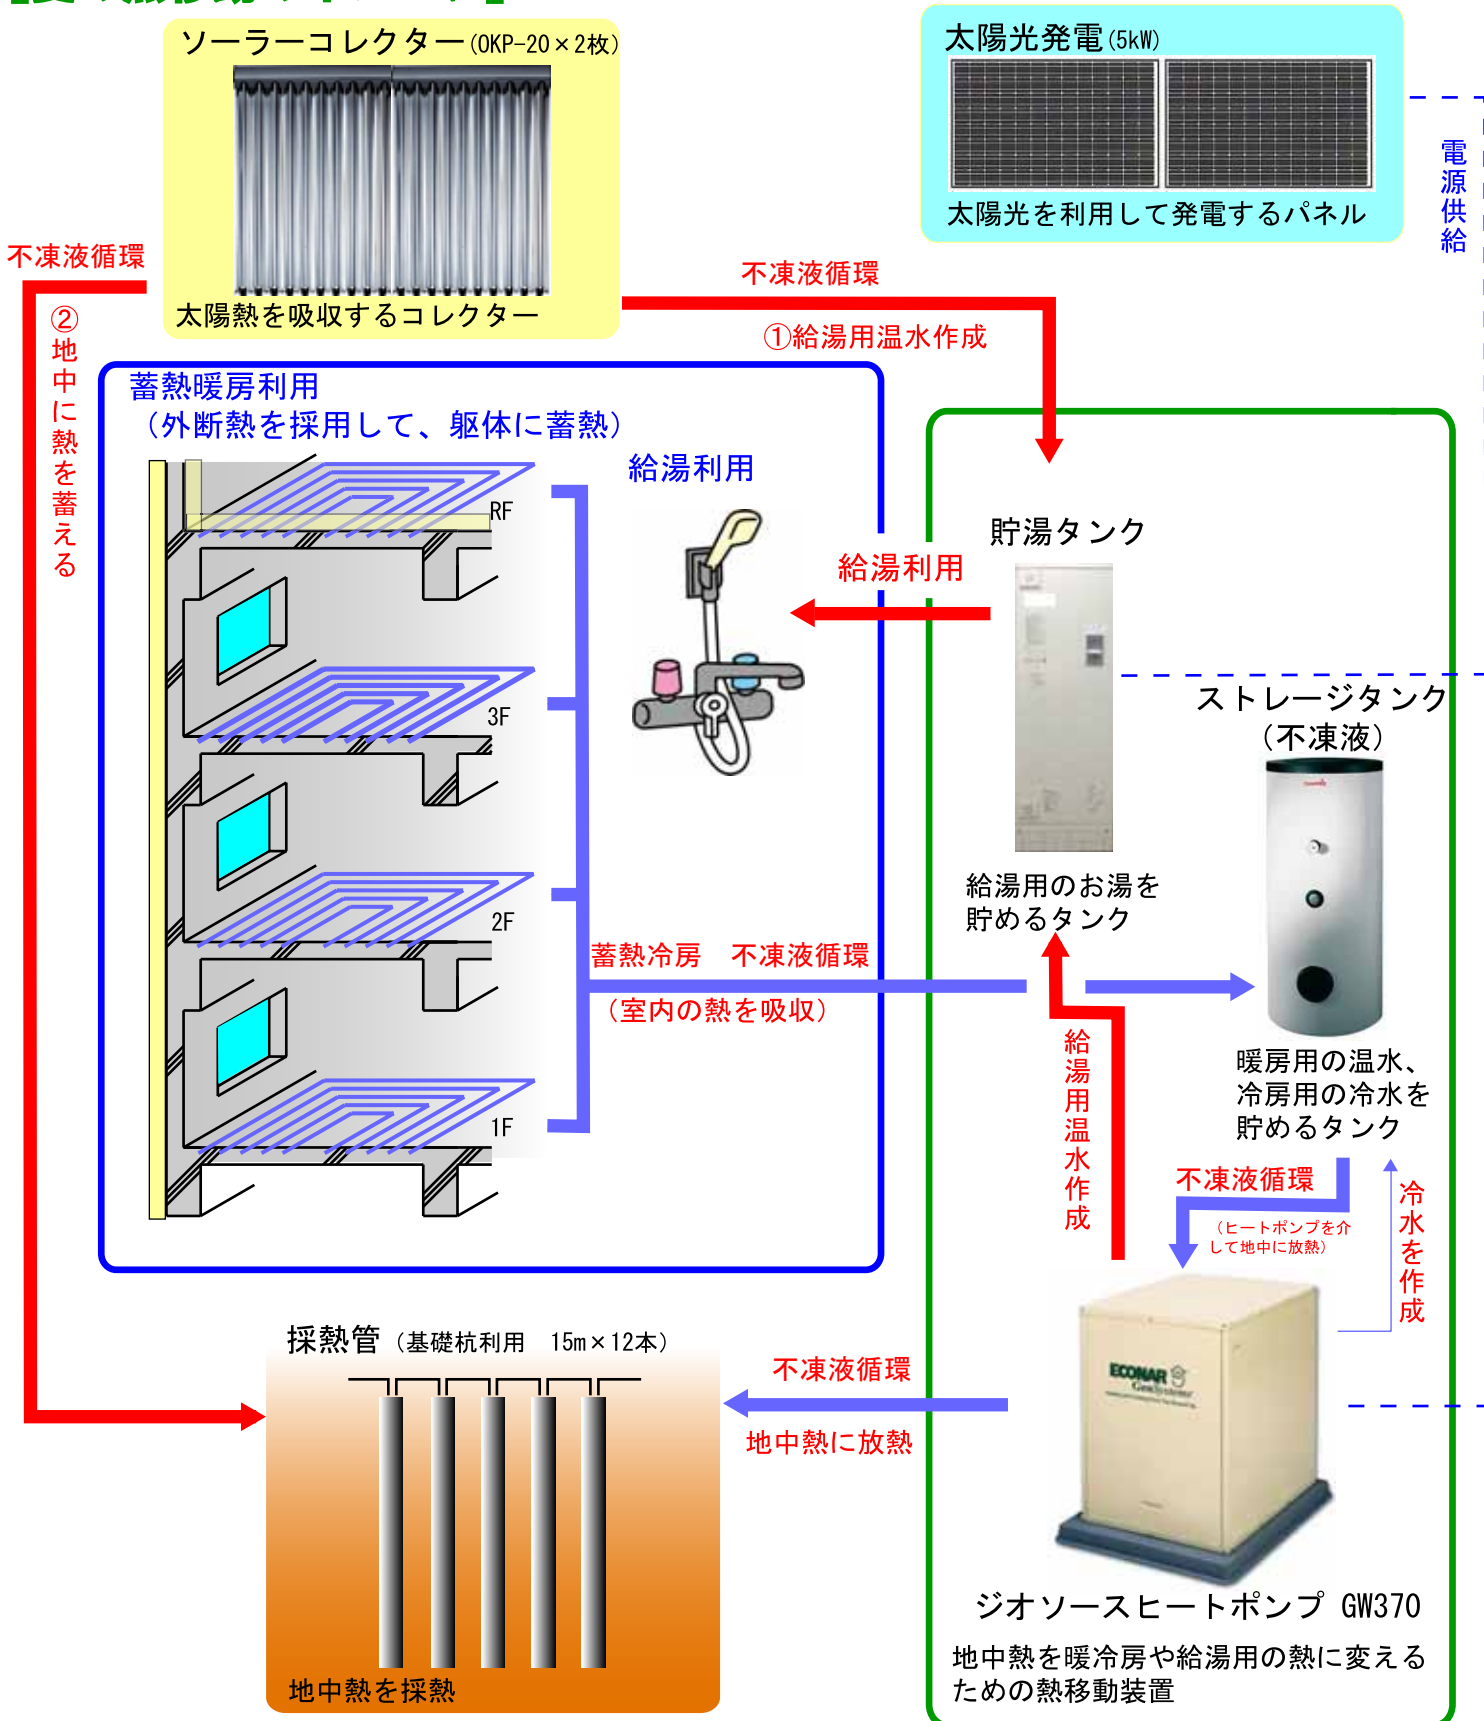 ソーラーコレクター(OKP-20×2枚)
太陽熱を吸収するコレクター
太陽光発電(5kW)
太陽光を利用して発電するパネル
電源供給
不凍液循環
②地中に熱を蓄える
不凍液循環
①給湯用温水作成
蓄熱暖房利用
(外断熱を採用して、躯体に蓄熱)
給湯利用
RF
3F
2F
1F
給湯利用
貯湯タンク
給湯用のお湯を
貯めるタンク
ストレージタンク
(不凍液)
暖房用の温水、
冷房用の冷水を
貯めるタンク
蓄熱冷房 不凍液循環
(室内の熱を吸収)
給湯用温水作成
不凍液循環
(ヒートポンプを介
して地中に放熱)
冷水を作成
採熱管(基礎杭利用 15m×12本)
地中熱を採熱
不凍液循環
地中熱に放熱
ECONAR
GeoSystems
ジオソースヒートポンプ GW370
地中熱を暖冷房や給湯用の熱に変える
ための熱移動装置